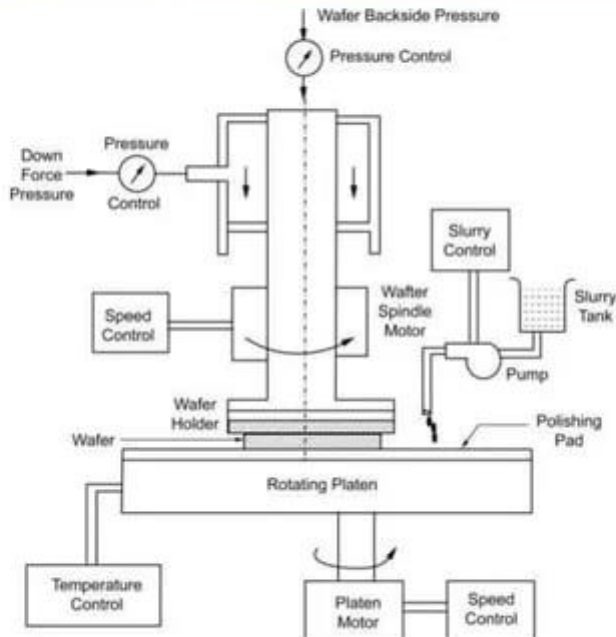 Wafer Backside Pressure
Pressure Control
Pressure
Down
Force
Pressure
Control
Slurry
Control
Slurry
Tank
Wafter
Spindle
Motor
Speed
Control
Pump
Wafer
Holder
Polishing
Pad
Wafer
Rotating Platen
Temperature
Control
Platen
Motor
Speed
Control